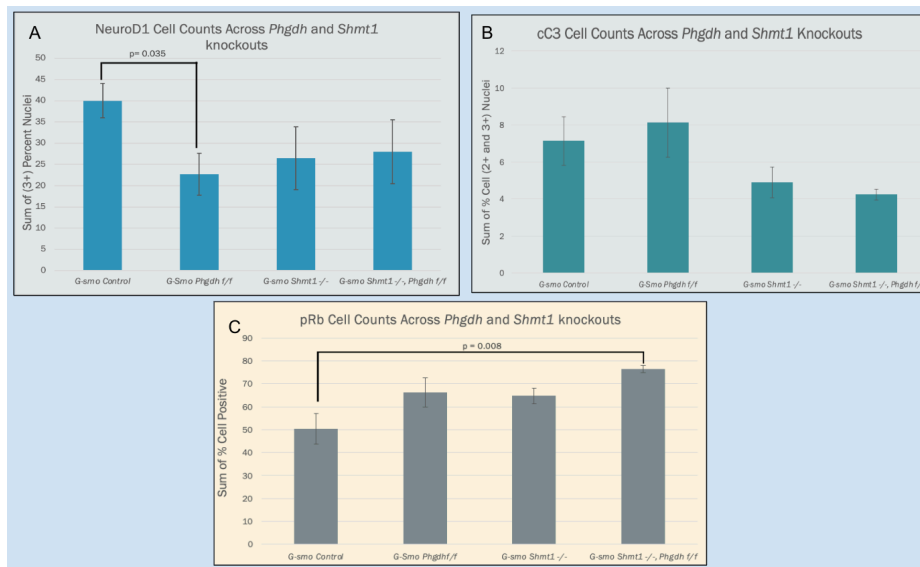 A
NeuroD1 Cell Counts Across Phgdh and Shmt1
knockouts
p= 0.035
Sum of (3+) Percent Nuclei
50
45
40
35
30
25
20
15
10
5
0
G-smo Control
G-Smo Phgdh f/f
G-smo Shmt1 -/-
G-smo Shmt1 -/-, Phgdh f/f
B
cC3 Cell Counts Across Phgdh and Shmt1 Knockouts
Sum of % Cell (2+ and 3+) Nuclei
12
10
8
6
4
2
0
G-smo Control
G-Smo Phgdh f/f
G-smo Shmt1 -/-
G-smo Shmt1 -/-, Phgdh f/f
C
pRb Cell Counts Across Phgdh and Shmt1 knockouts
p = 0.008
Sum of % Cell Positive
90
80
70
60
50
40
30
20
10
0
G-smo Control
G-Smo Phgdhf/f
G-smo Shmt1 -/-
G-smo Shmt1 -/-, Phgdh f/f